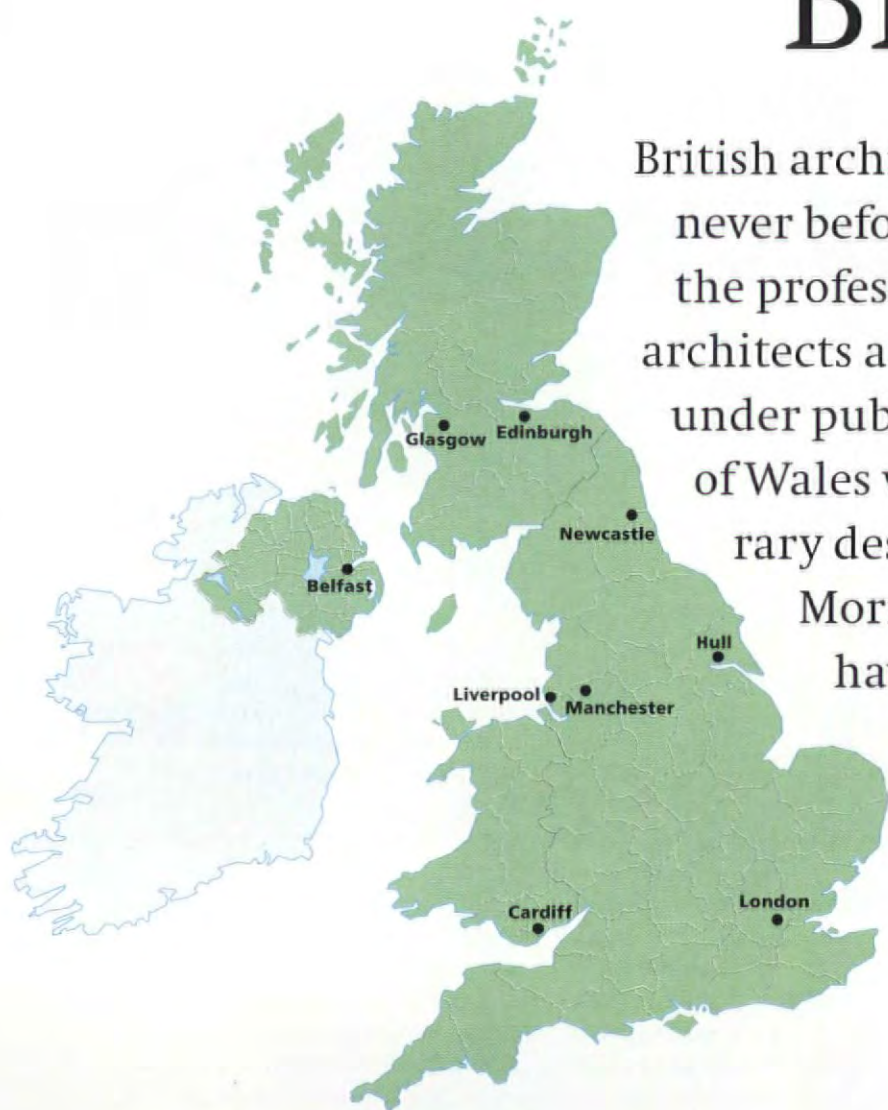 British arch
never befo
the profes
architects a
under pub
of Wales
rary des
Mor
ha
Glasgow
Edinburgh
Newcastle
Belfast
Hull
Liverpool
Manchester
Cardiff
London